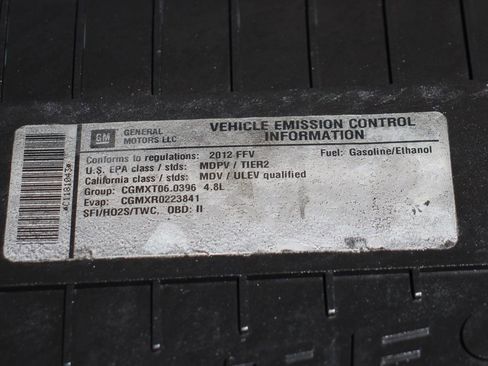 GM
GENERAL
MOTORS LLC
VEHICLE EMISSION CONTROL
INFORMATION
Conforms to regulations: 2012 FFV
Fuel: Gasoline/Ethanol
U.S. EPA class / stds: MDPV / TIER2
California class / stds: MDV / ULEV qualified
Group: CGMXT06.0396 4.8L
Evap: CGMXR0223841
SFI/HO2S/TWC, OBD: II